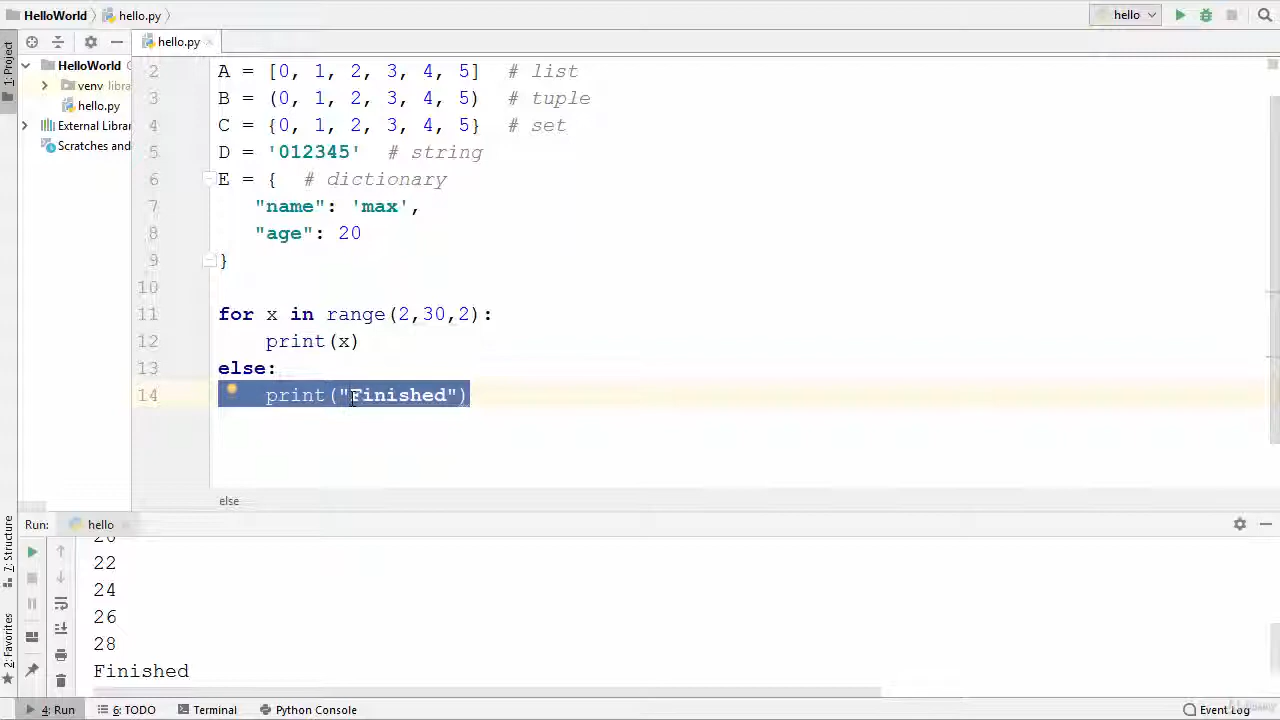 HelloWorld hello.py hello
1: Project hello.py
HelloWorld
venv libra
hello.py
External Librar
Scratches and
2 A = [0, 1, 2, 3, 4, 5] # list
3 B = (0, 1, 2, 3, 4, 5) # tuple
4 C = {0, 1, 2, 3, 4, 5} # set
5 D = '012345' # string
6 E = { # dictionary
7 "name": 'max',
8 "age": 20
9 }
10
11 for x in range(2,30,2):
12 print(x)
13 else:
14 print("Finished")
else
Run: hello
20
22
24
26
28
Finished
7: Structure
2: Favorites
4: Run 6: TODO Terminal Python Console Event Log